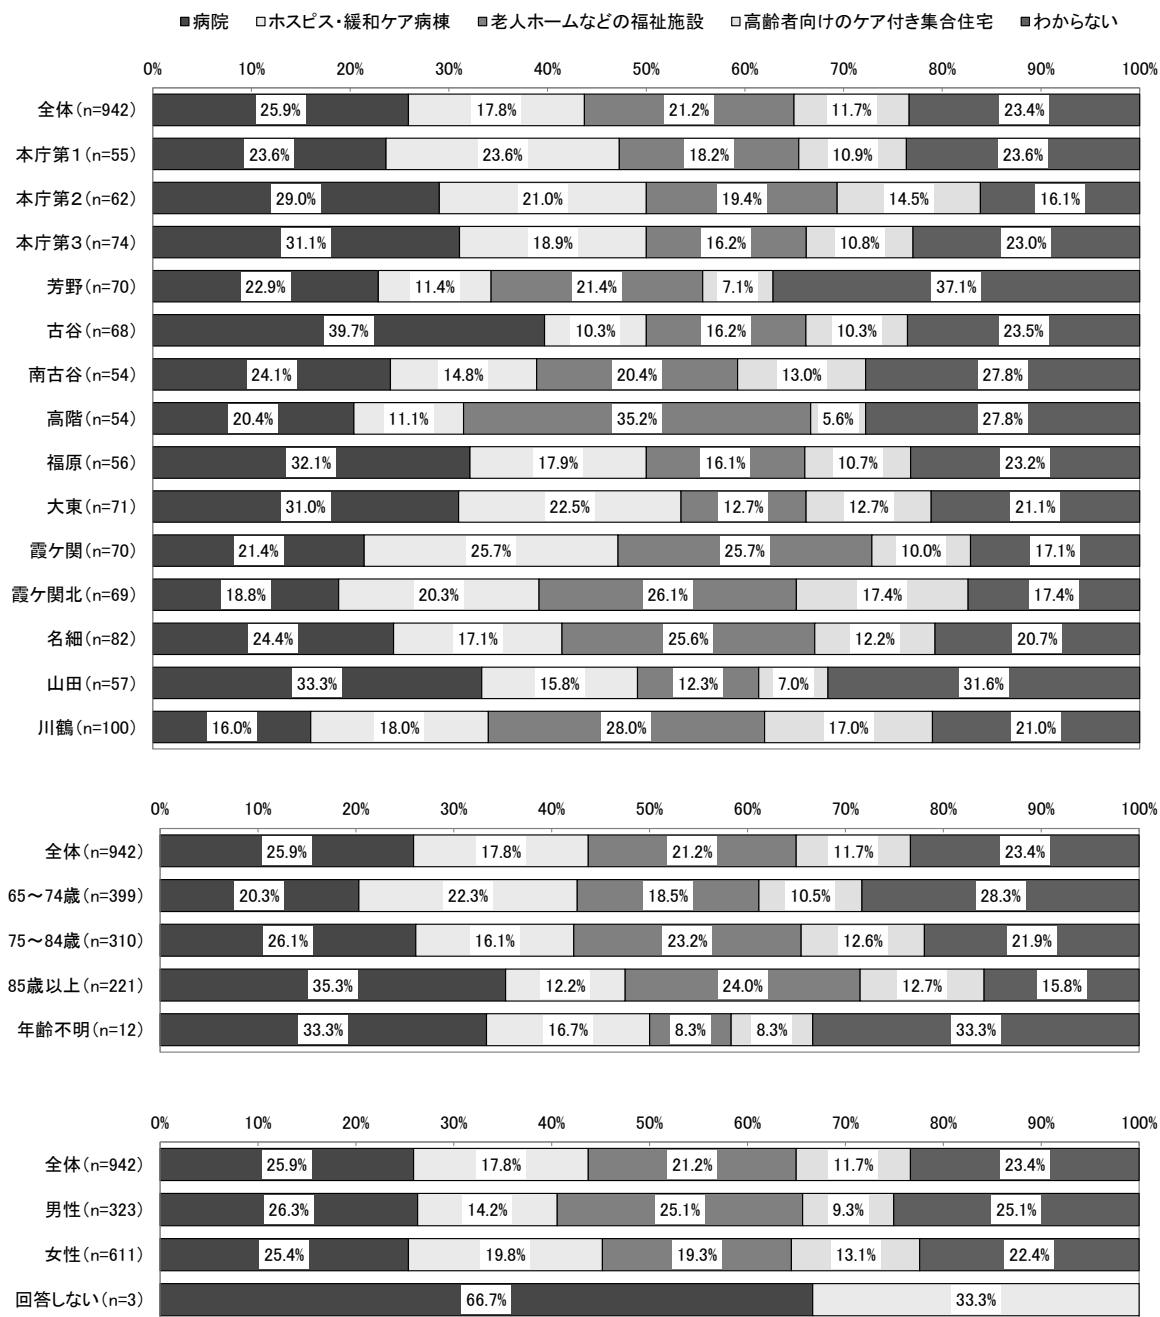 ■病院 □ホスピス・緩和ケア病棟 ■老人ホームなどの福祉施設 □高齢者向けのケア付き集合住宅 ■わからない
0% 10% 20% 30% 40% 50% 60% 70% 80% 90% 100%
全体(n=942) 25.9% 17.8% 21.2% 11.7% 23.4%
本庁第1(n=55) 23.6% 23.6% 18.2% 10.9% 23.6%
本庁第2(n=62) 29.0% 21.0% 19.4% 14.5% 16.1%
本庁第3(n=74) 31.1% 18.9% 16.2% 10.8% 23.0%
芳野(n=70) 22.9% 11.4% 21.4% 7.1% 37.1%
古谷(n=68) 39.7% 10.3% 16.2% 10.3% 23.5%
南古谷(n=54) 24.1% 14.8% 20.4% 13.0% 27.8%
高階(n=54) 20.4% 11.1% 35.2% 5.6% 27.8%
福原(n=56) 32.1% 17.9% 16.1% 10.7% 23.2%
大東(n=71) 31.0% 22.5% 12.7% 12.7% 21.1%
霞ケ関(n=70) 21.4% 25.7% 25.7% 10.0% 17.1%
霞ケ関北(n=69) 18.8% 20.3% 26.1% 17.4% 17.4%
名細(n=82) 24.4% 17.1% 25.6% 12.2% 20.7%
山田(n=57) 33.3% 15.8% 12.3% 7.0% 31.6%
川鶴(n=100) 16.0% 18.0% 28.0% 17.0% 21.0%
0% 10% 20% 30% 40% 50% 60% 70% 80% 90% 100%
全体(n=942) 25.9% 17.8% 21.2% 11.7% 23.4%
65～74歳(n=399) 20.3% 22.3% 18.5% 10.5% 28.3%
75～84歳(n=310) 26.1% 16.1% 23.2% 12.6% 21.9%
85歳以上(n=221) 35.3% 12.2% 24.0% 12.7% 15.8%
年齢不明(n=12) 33.3% 16.7% 8.3% 8.3% 33.3%
0% 10% 20% 30% 40% 50% 60% 70% 80% 90% 100%
全体(n=942) 25.9% 17.8% 21.2% 11.7% 23.4%
男性(n=323) 26.3% 14.2% 25.1% 9.3% 25.1%
女性(n=611) 25.4% 19.8% 19.3% 13.1% 22.4%
回答しない(n=3) 66.7% 33.3%